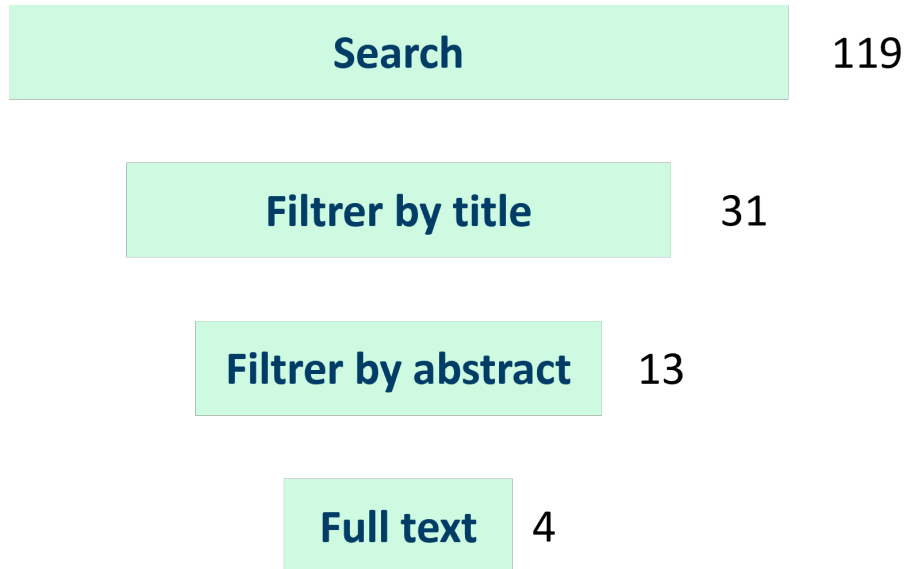 Search 119
Filtrer by title 31
Filtrer by abstract 13
Full text 4